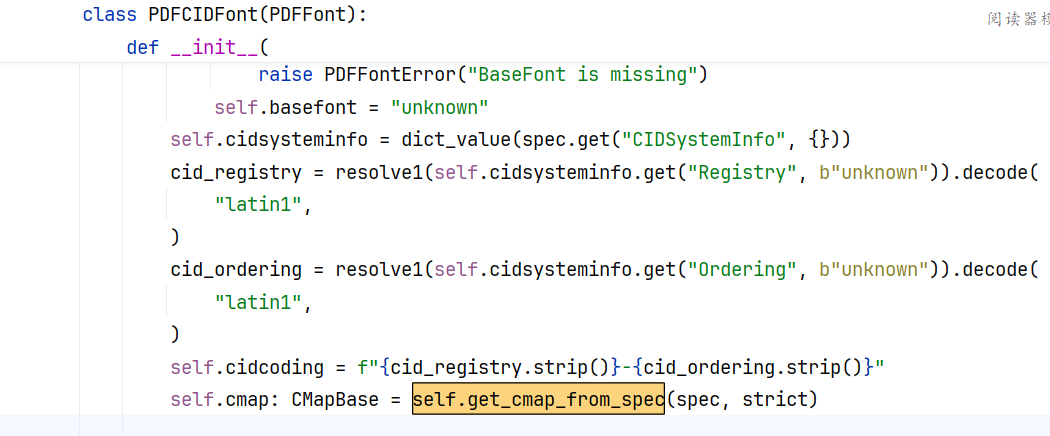 class PDFCIDFont(PDFFont):
阅读器模
def __init__(
raise PDFFontError("BaseFont is missing")
self.basefont = "unknown"
self.cidsysteminfo = dict_value(spec.get("CIDSystemInfo", {}))
cid_registry = resolve1(self.cidsysteminfo.get("Registry", b"unknown")).decode(
"latin1",
)
cid_ordering = resolve1(self.cidsysteminfo.get("Ordering", b"unknown")).decode(
"latin1",
)
self.cidcoding = f"{cid_registry.strip()}-{cid_ordering.strip()}"
self.cmap: CMapBase = self.get_cmap_from_spec(spec, strict)